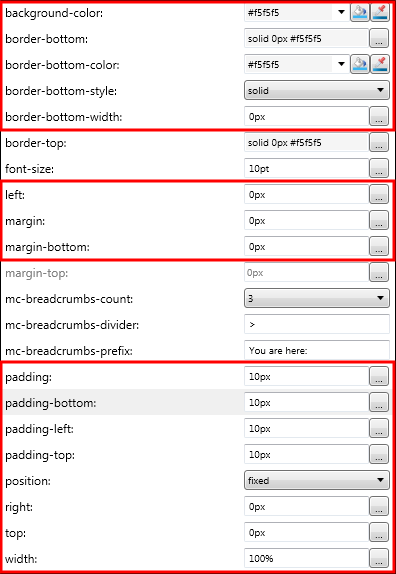 background-color: #f5f5f5
border-bottom: solid 0px #f5f5f5 ...
border-bottom-color: #f5f5f5
border-bottom-style: solid
border-bottom-width: 0px ...
border-top: solid 0px #f5f5f5 ...
font-size: 10pt ...
left: 0px ...
margin: 0px ...
margin-bottom: 0px ...
margin-top: 0px ...
mc-breadcrumbs-count: 3
mc-breadcrumbs-divider: >
mc-breadcrumbs-prefix: You are here:
padding: 10px ...
padding-bottom: 10px ...
padding-left: 10px ...
padding-top: 10px ...
position: fixed
right: 0px ...
top: 0px ...
width: 100% ...